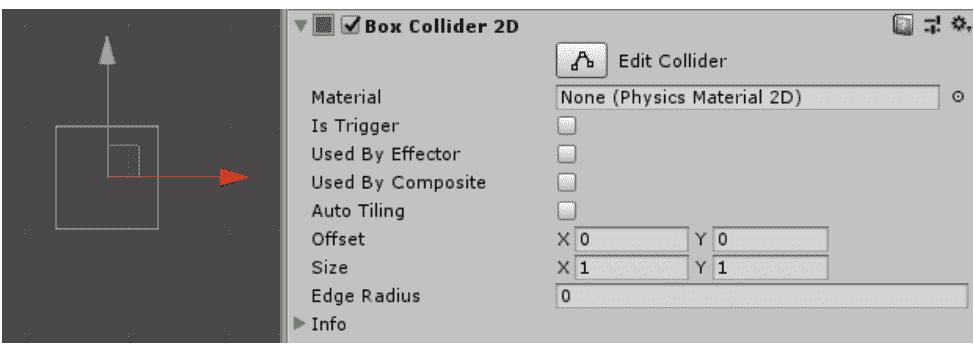 Box Collider 2D
Edit Collider
Material None (Physics Material 2D)
Is Trigger
Used By Effector
Used By Composite
Auto Tiling
Offset X 0 Y 0
Size X 1 Y 1
Edge Radius 0
Info